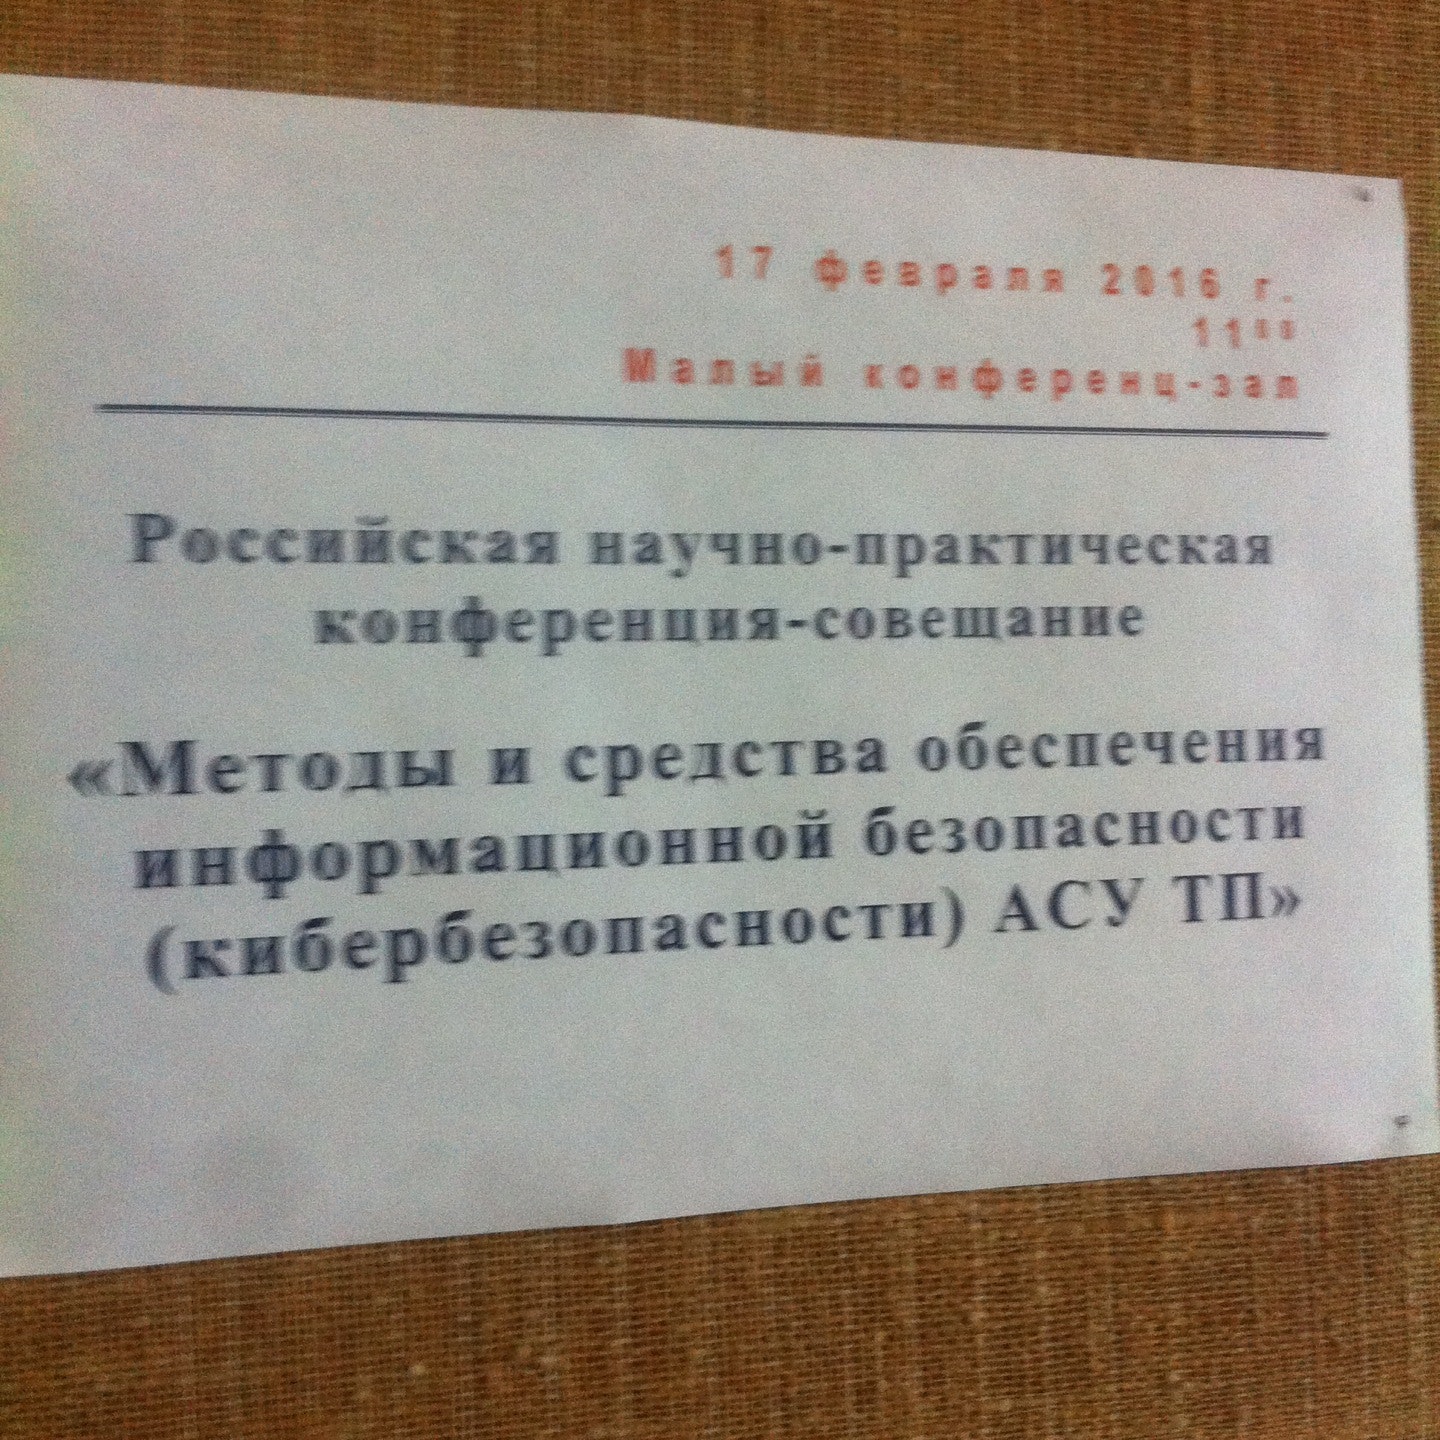 17 февраля 2016 г.
11⁰⁰
Малый конференц-зал
Российская научно-практическая
конференция-совещание
«Методы и средства обеспечения
информационной безопасности
(кибербезопасности) АСУ ТП»